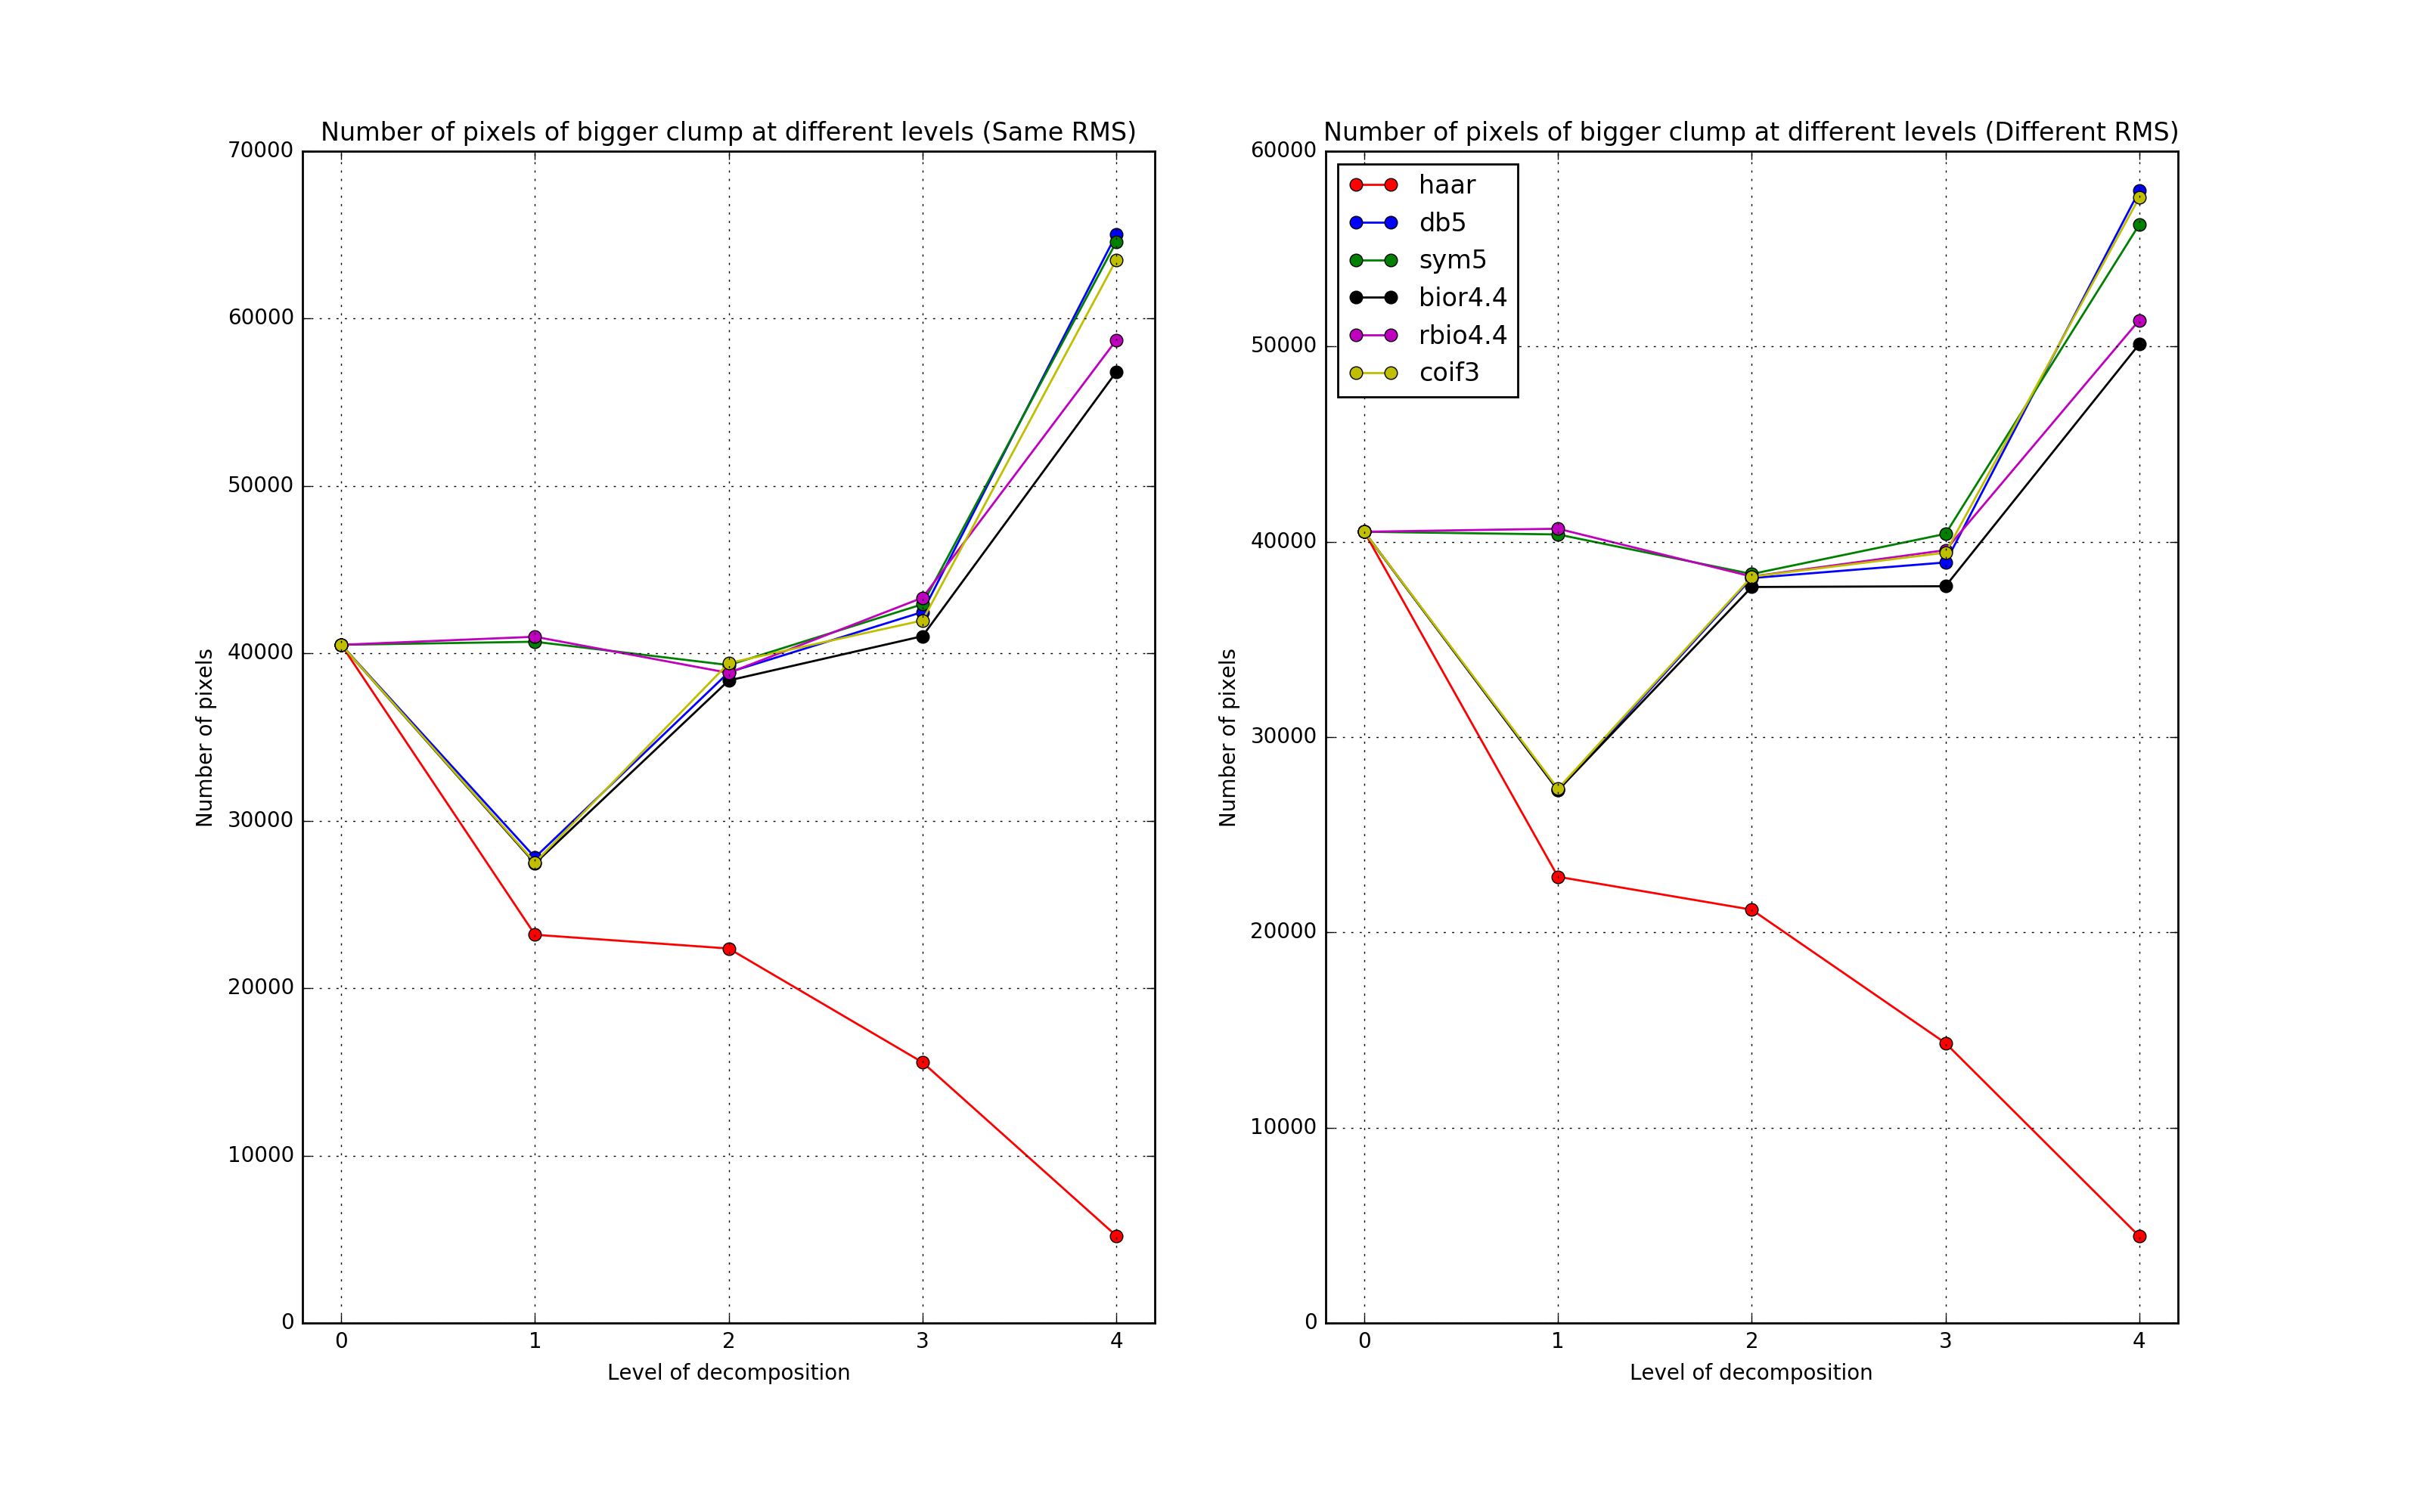 Number of pixels of bigger clump at different levels (Same RMS)
70000
60000
50000
40000
30000
20000
10000
0
Number of pixels
0 1 2 3 4
Level of decomposition
Number of pixels of bigger clump at different levels (Different RMS)
60000
50000
40000
30000
20000
10000
0
Number of pixels
haar
db5
sym5
bior4.4
rbio4.4
coif3
0 1 2 3 4
Level of decomposition